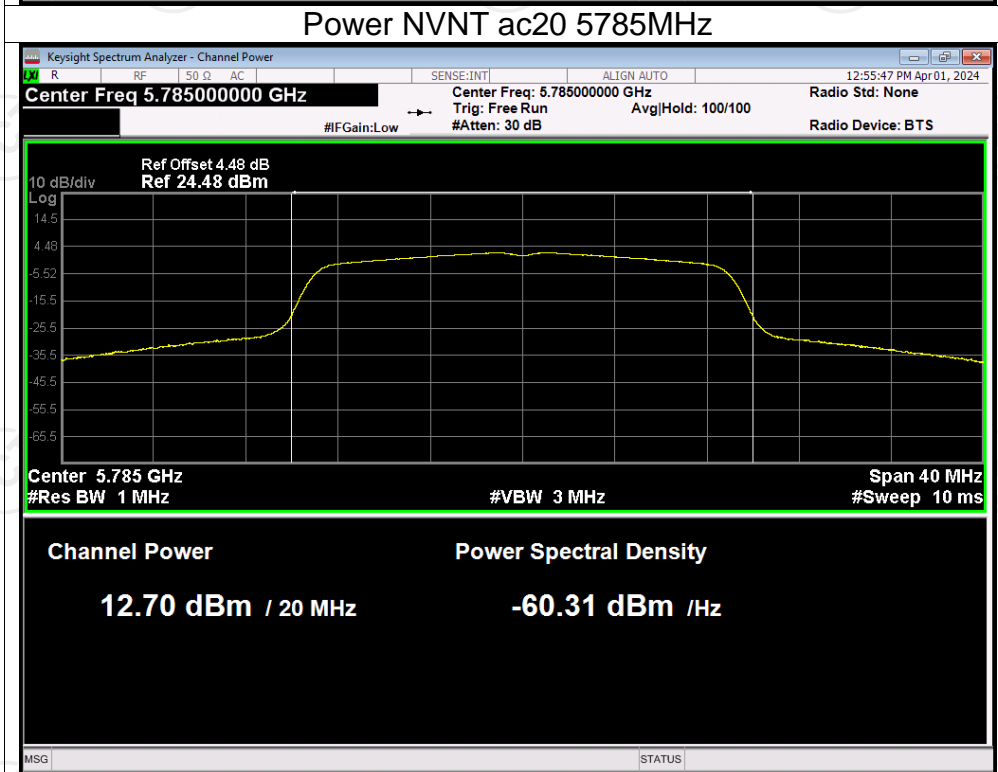 Power NVNT ac20 5785MHz
Keysight Spectrum Analyzer - Channel Power
LXI R RF 50 Ω AC SENSE:INT ALIGN AUTO 12:55:47 PM Apr 01, 2024
Center Freq 5.785000000 GHz Center Freq: 5.785000000 GHz Radio Std: None
Trig: Free Run Avg|Hold: 100/100
#IFGain:Low #Atten: 30 dB Radio Device: BTS
Ref Offset 4.48 dB
10 dB/div Ref 24.48 dBm
Log
14.5
4.48
-5.52
-15.5
-25.5
-35.5
-45.5
-55.5
-65.5
Center 5.785 GHz Span 40 MHz
#Res BW 1 MHz #VBW 3 MHz #Sweep 10 ms
Channel Power Power Spectral Density
12.70 dBm / 20 MHz -60.31 dBm /Hz
MSG STATUS